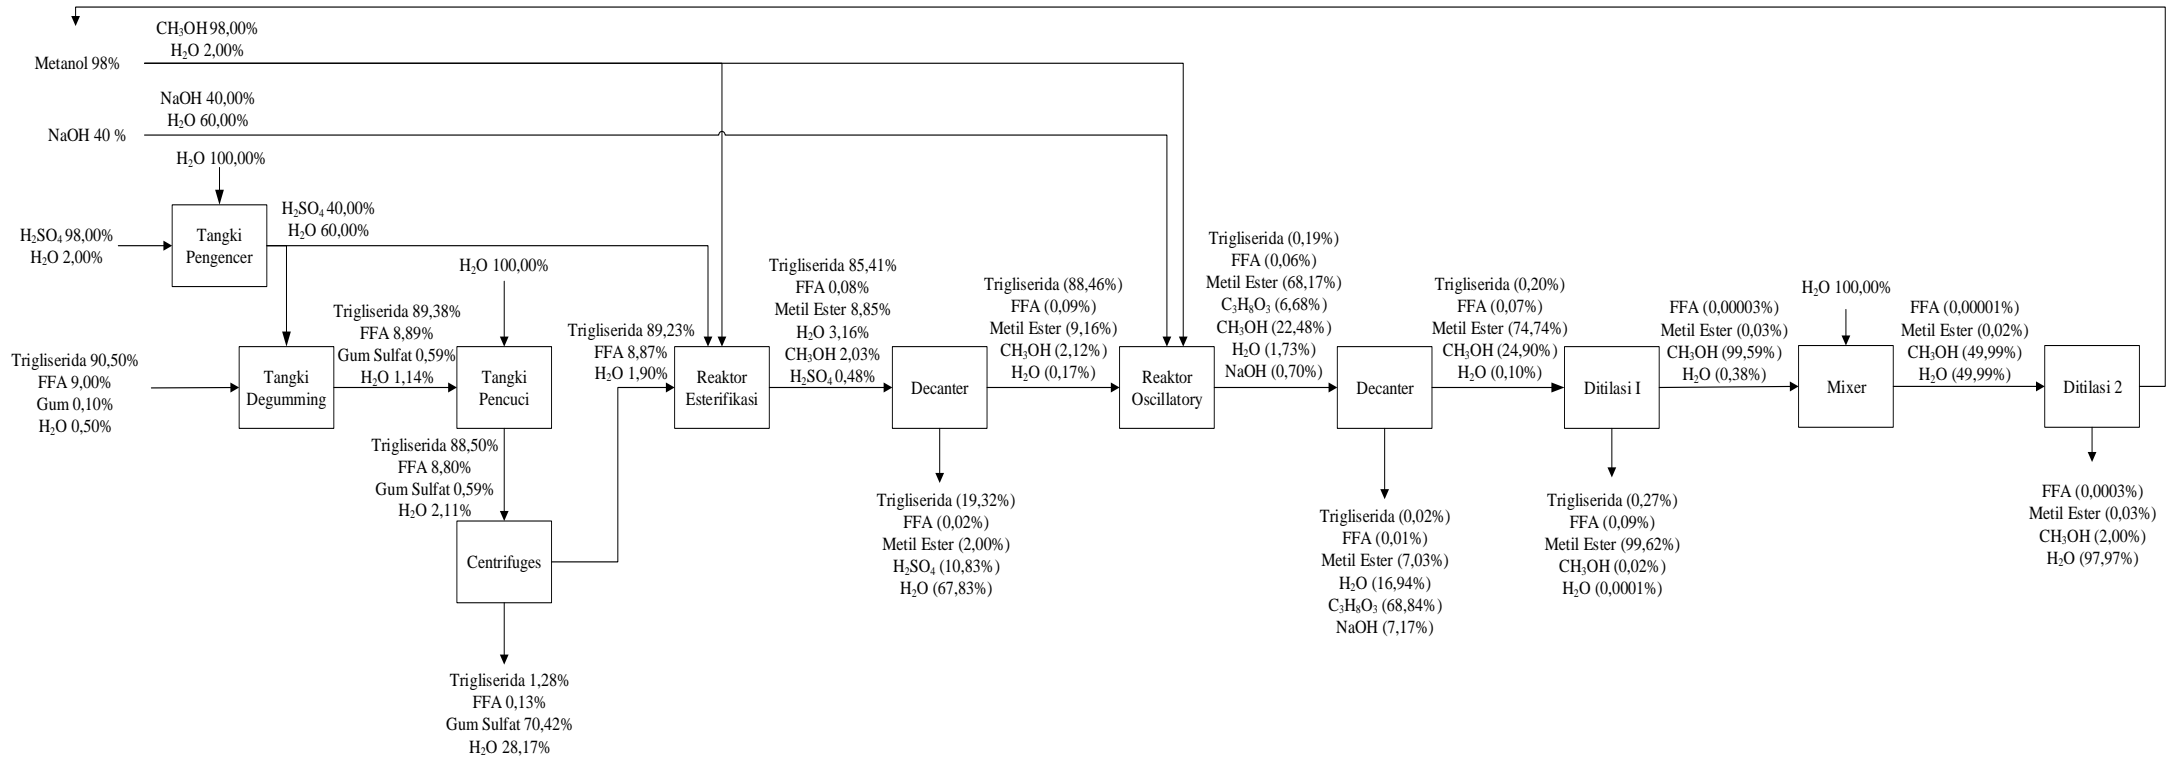 CH₃OH 98,00%
H₂O 2,00%
Metanol 98%
NaOH 40,00%
H₂O 60,00%
NaOH 40 %
H₂O 100,00%
H₂SO₄ 98,00%
H₂O 2,00%
Tangki
Pengencer
H₂SO₄ 40,00%
H₂O 60,00%
Trigliserida 90,50%
FFA 9,00%
Gum 0,10%
H₂O 0,50%
Tangki
Degumming
Trigliserida 89,38%
FFA 8,89%
Gum Sulfat 0,59%
H₂O 1,14%
H₂O 100,00%
Tangki
Pencuci
Trigliserida 88,50%
FFA 8,80%
Gum Sulfat 0,59%
H₂O 2,11%
Centrifuges
Trigliserida 1,28%
FFA 0,13%
Gum Sulfat 70,42%
H₂O 28,17%
Trigliserida 89,23%
FFA 8,87%
H₂O 1,90%
Reaktor
Esterifikasi
Trigliserida 85,41%
FFA 0,08%
Metil Ester 8,85%
H₂O 3,16%
CH₃OH 2,03%
H₂SO₄ 0,48%
Decanter
Trigliserida (19,32%)
FFA (0,02%)
Metil Ester (2,00%)
H₂SO₄ (10,83%)
H₂O (67,83%)
Trigliserida (88,46%)
FFA (0,09%)
Metil Ester (9,16%)
CH₃OH (2,12%)
H₂O (0,17%)
Reaktor
Oscillatory
Trigliserida (0,19%)
FFA (0,06%)
Metil Ester (68,17%)
C₃H₈O₃ (6,68%)
CH₃OH (22,48%)
H₂O (1,73%)
NaOH (0,70%)
Decanter
Trigliserida (0,02%)
FFA (0,01%)
Metil Ester (7,03%)
H₂O (16,94%)
C₃H₈O₃ (68,84%)
NaOH (7,17%)
Trigliserida (0,20%)
FFA (0,07%)
Metil Ester (74,74%)
CH₃OH (24,90%)
H₂O (0,10%)
Ditilasi I
Trigliserida (0,27%)
FFA (0,09%)
Metil Ester (99,62%)
CH₃OH (0,02%)
H₂O (0,0001%)
FFA (0,00003%)
Metil Ester (0,03%)
CH₃OH (99,59%)
H₂O (0,38%)
H₂O 100,00%
Mixer
FFA (0,00001%)
Metil Ester (0,02%)
CH₃OH (49,99%)
H₂O (49,99%)
Ditilasi 2
FFA (0,0003%)
Metil Ester (0,03%)
CH₃OH (2,00%)
H₂O (97,97%)